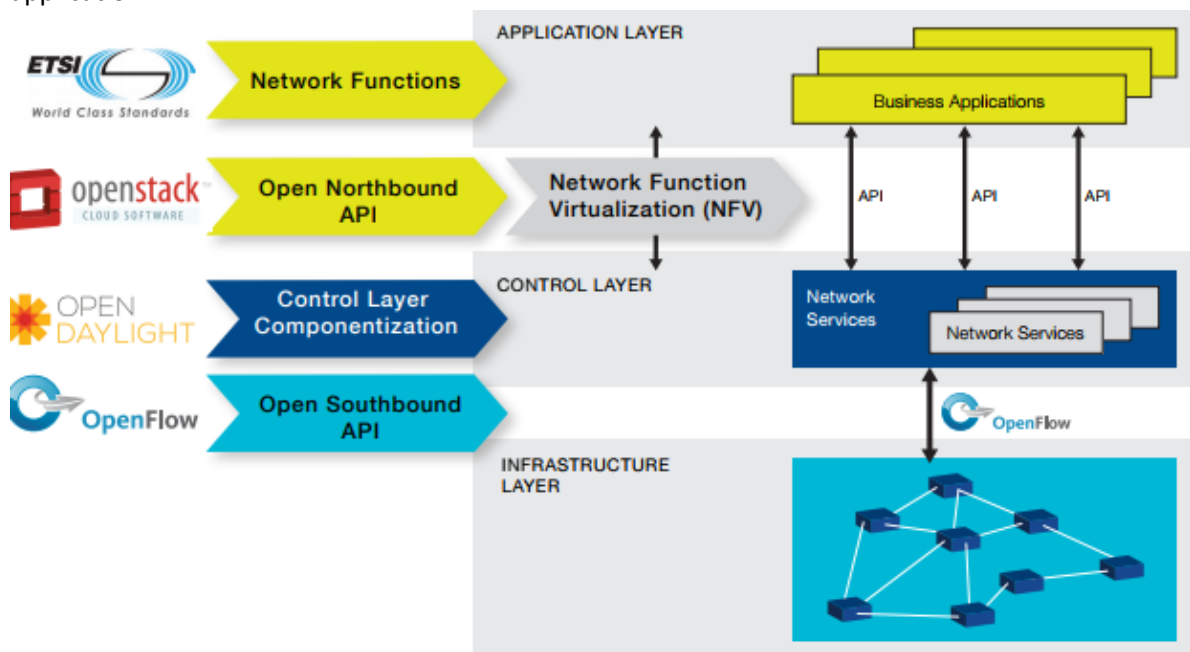 APPLICATION LAYER
ETSI
World Class Standards
Network Functions
Business Applications
openstack™
CLOUD SOFTWARE
Open Northbound
API
Network Function
Virtualization (NFV)
API
API
API
CONTROL LAYER
OPEN
DAYLIGHT
Control Layer
Componentization
Network
Services
Network Services
OpenFlow
Open Southbound
API
OpenFlow
INFRASTRUCTURE
LAYER